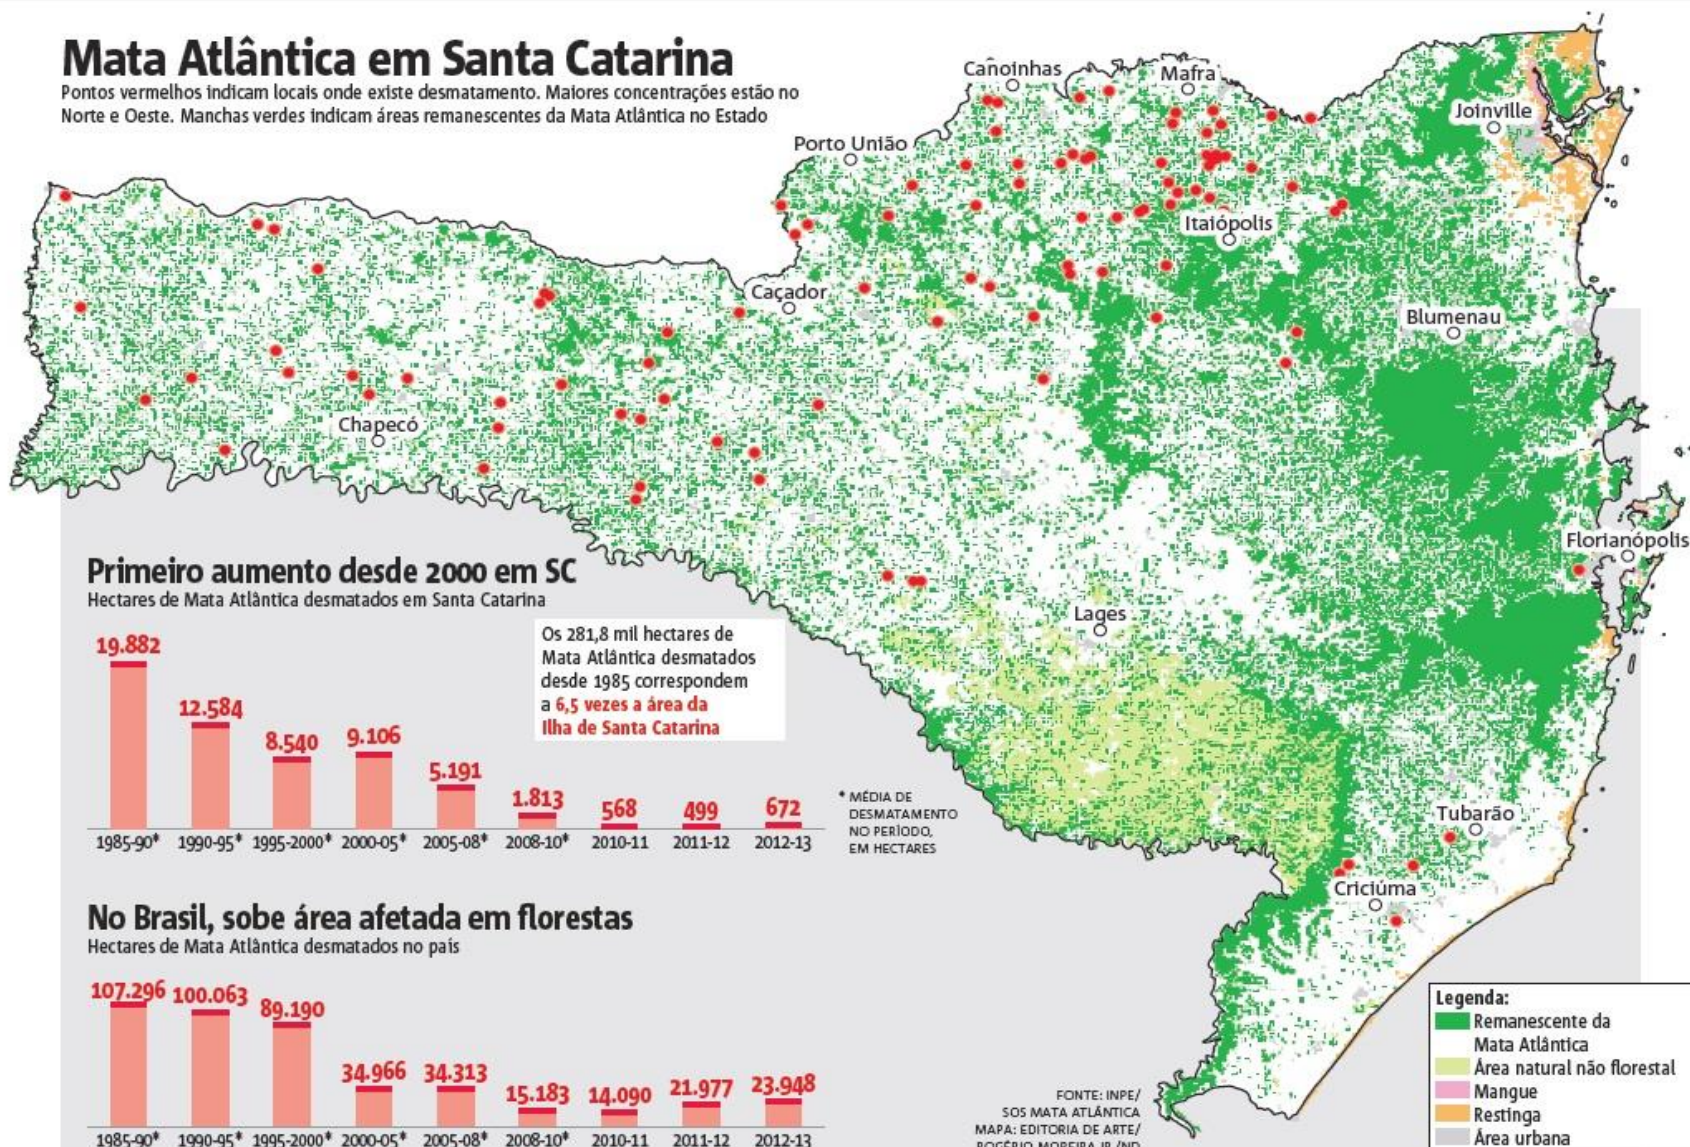 Mata Atlântica em Santa Catarina
Pontos vermelhos indicam locais onde existe desmatamento. Maiores concentrações estão no
Norte e Oeste. Manchas verdes indicam áreas remanescentes da Mata Atlântica no Estado
Canoinhas
Mafra
Joinville
Porto União
Itaiópolis
Caçador
Blumenau
Chapecó
Florianópolis
Lages
Tubarão
Criciúma
Primeiro aumento desde 2000 em SC
Hectares de Mata Atlântica desmatados em Santa Catarina
Os 281,8 mil hectares de
Mata Atlântica desmatados
desde 1985 correspondem
a 6,5 vezes a área da
Ilha de Santa Catarina
19.882
12.584
8.540
9.106
5.191
1.813
568
499
672
1985-90*
1990-95*
1995-2000*
2000-05*
2005-08*
2008-10*
2010-11
2011-12
2012-13
* MÉDIA DE
DESMATAMENTO
NO PERÍODO,
EM HECTARES
No Brasil, sobe área afetada em florestas
Hectares de Mata Atlântica desmatados no país
107.296
100.063
89.190
34.966
34.313
15.183
14.090
21.977
23.948
1985-90*
1990-95*
1995-2000*
2000-05*
2005-08*
2008-10*
2010-11
2011-12
2012-13
FONTE: INPE/
SOS MATA ATLÂNTICA
MAPA: EDITORIA DE ARTE/
ROGÉRIO MOREIRA JR./ND
Legenda:
Remanescente da
Mata Atlântica
Área natural não florestal
Mangue
Restinga
Área urbana